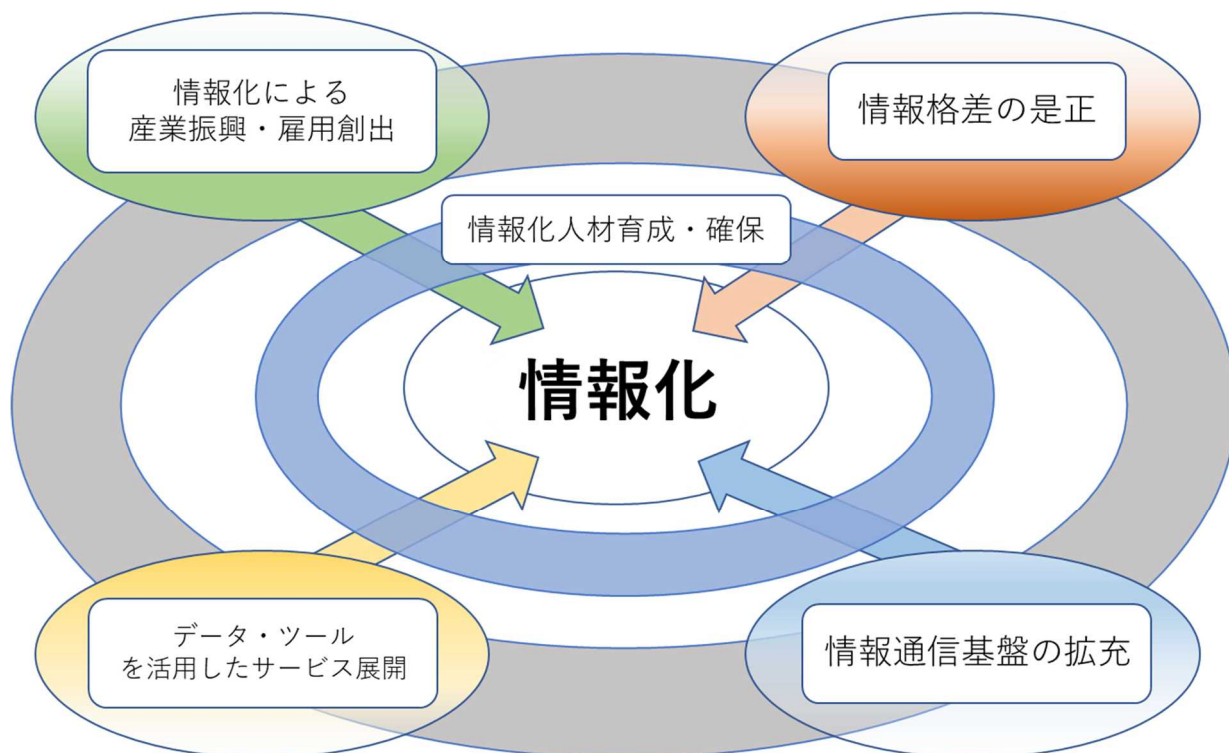 情報化による
産業振興・雇用創出
情報格差の是正
情報化人材育成・確保
情報化
データ・ツール
を活用したサービス展開
情報通信基盤の拡充